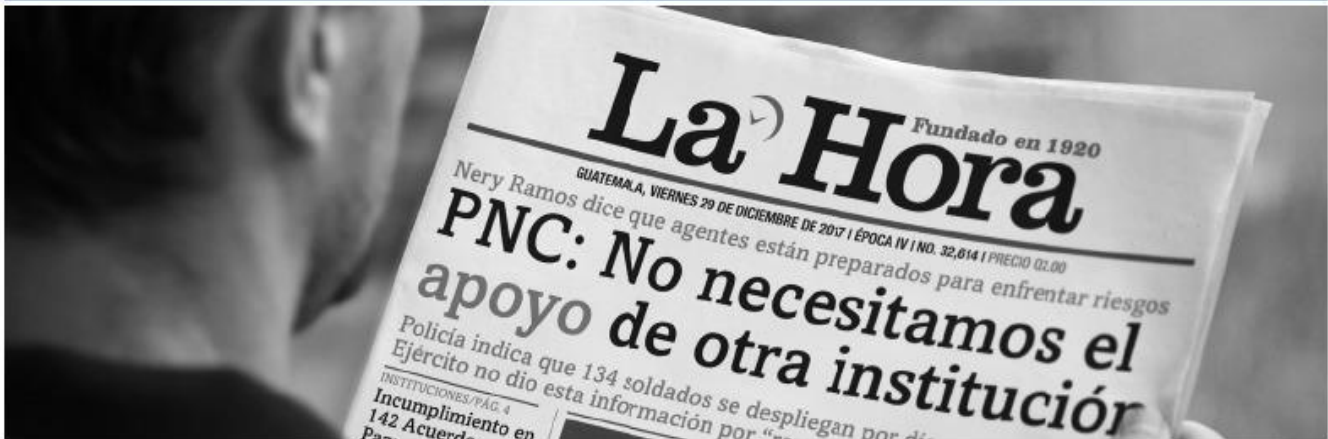 La Hora
Fundado en 1920
GUATEMALA, VIERNES 29 DE DICIEMBRE DE 2017 I ÉPOCA IV I NO. 32,614 I PRECIO Q2.00
Nery Ramos dice que agentes están preparados para enfrentar riesgos
PNC: No necesitamos el
apoyo de otra institución
Policía indica que 134 soldados se despliegan por
Ejército no dio esta información por
INSTITUCIONES/PÁG. 4
Incumplimiento en
142